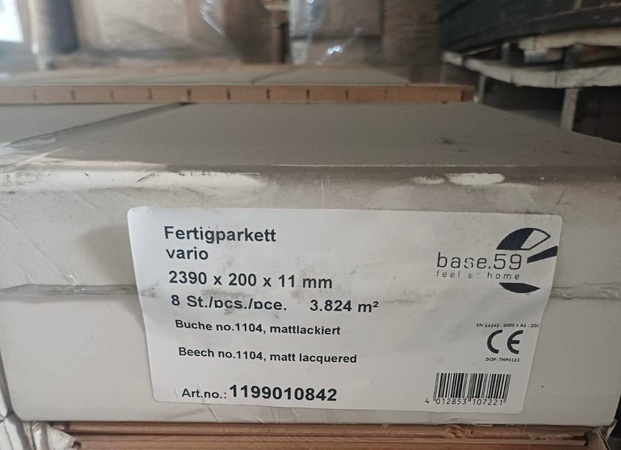 Fertigparkett
vario
2390 x 200 x 11 mm
8 St./pcs./pce. 3.824 m²
Buche no.1104, mattlackiert
Beech no.1104, matt lacquered
Art.no.: 1199010842
base.59
feel at home
CE
4 012853 107221